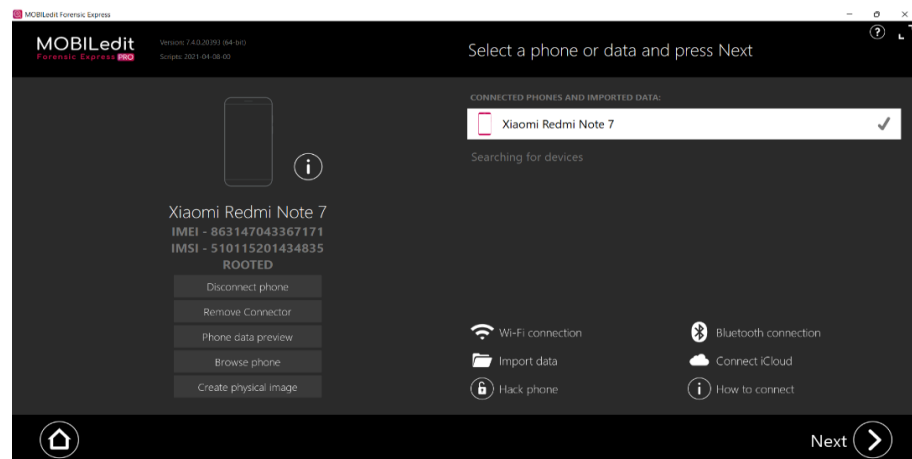 MOBILedit Forensic Express
MOBILedit
Forensic Express PRO
Version: 7.4.0.20393 (64-bit)
Scripts: 2021-04-08-00
Select a phone or data and press Next
?
CONNECTED PHONES AND IMPORTED DATA:
Xiaomi Redmi Note 7
Searching for devices
i
Xiaomi Redmi Note 7
IMEI - 863147043367171
IMSI - 510115201434835
ROOTED
Disconnect phone
Remove Connector
Phone data preview
Browse phone
Create physical image
Wi-Fi connection
Bluetooth connection
Import data
Connect iCloud
Hack phone
i
How to connect
Next